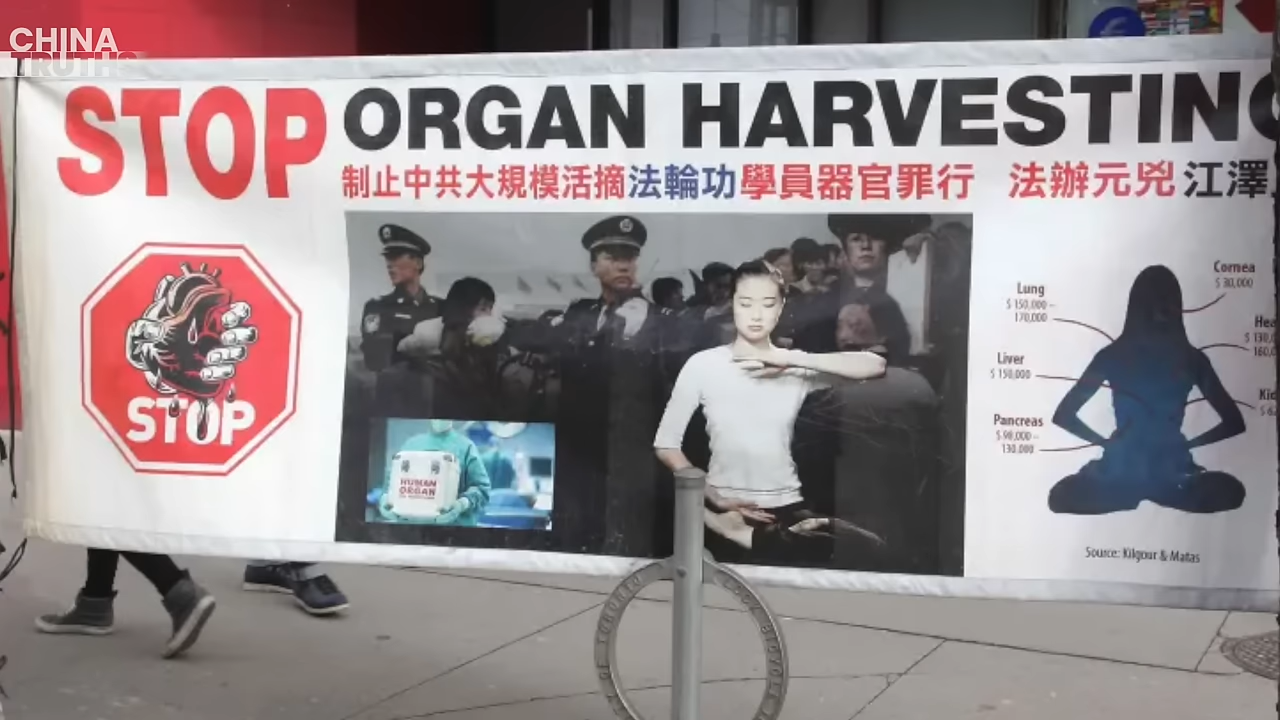 CHINA
TRUTHS
STOP ORGAN HARVESTING
制止中共大規模活摘法輪功學員器官罪行 法辦元兇 江澤
STOP
HUMAN
ORGAN
Lung
$ 150,000 –
170,000
Liver
$ 150,000
Pancreas
$ 98,000 –
130,000
Cornea
$ 30,000
Source: Kilgour & Matas